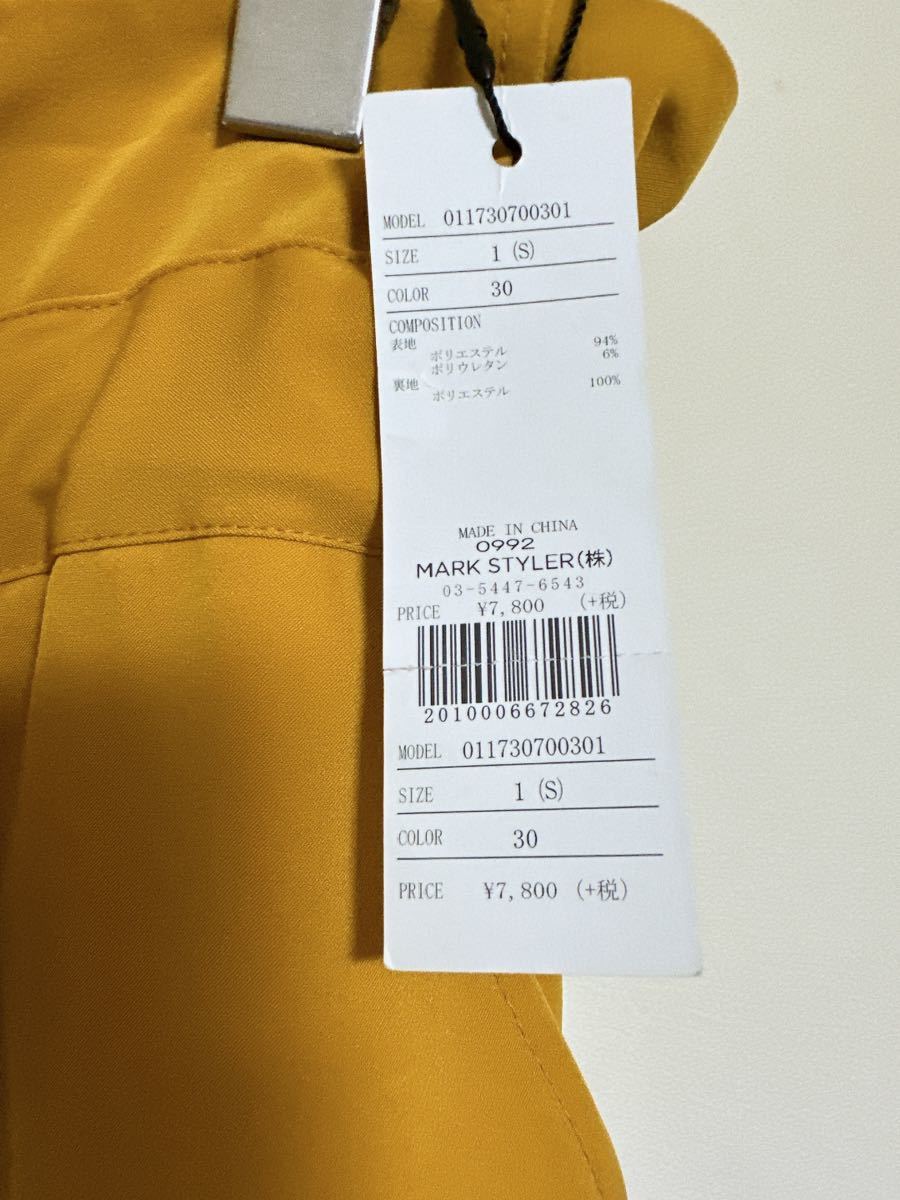 MODEL 011730700301
SIZE 1 (S)
COLOR 30
COMPOSITION
表地
ポリエステル 94%
ポリウレタン 6%
裏地
ポリエステル 100%
MADE IN CHINA
0992
MARK STYLER(株)
03-5447-6543
PRICE ¥7,800 (+税)
2010006672826
MODEL 011730700301
SIZE 1 (S)
COLOR 30
PRICE ¥7,800 (+税)